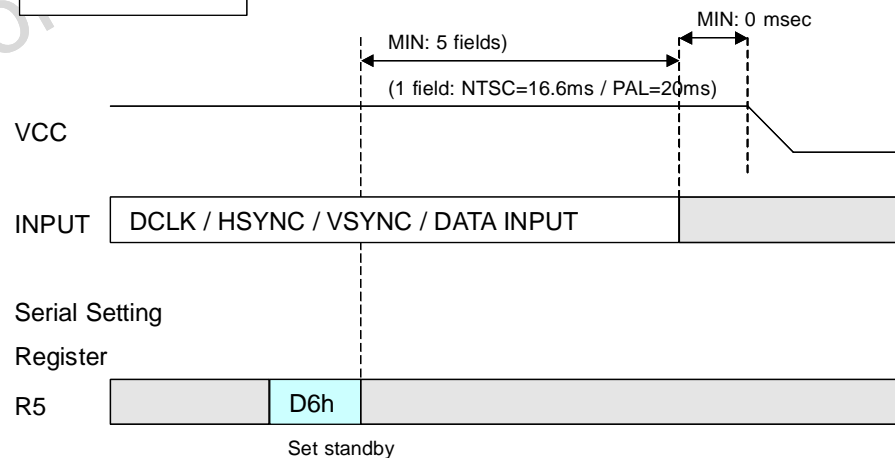 MIN: 0 msec
MIN: 5 fields)
(1 field: NTSC=16.6ms / PAL=20ms)
VCC
INPUT DCLK / HSYNC / VSYNC / DATA INPUT
Serial Setting
Register
R5 D6h
Set standby